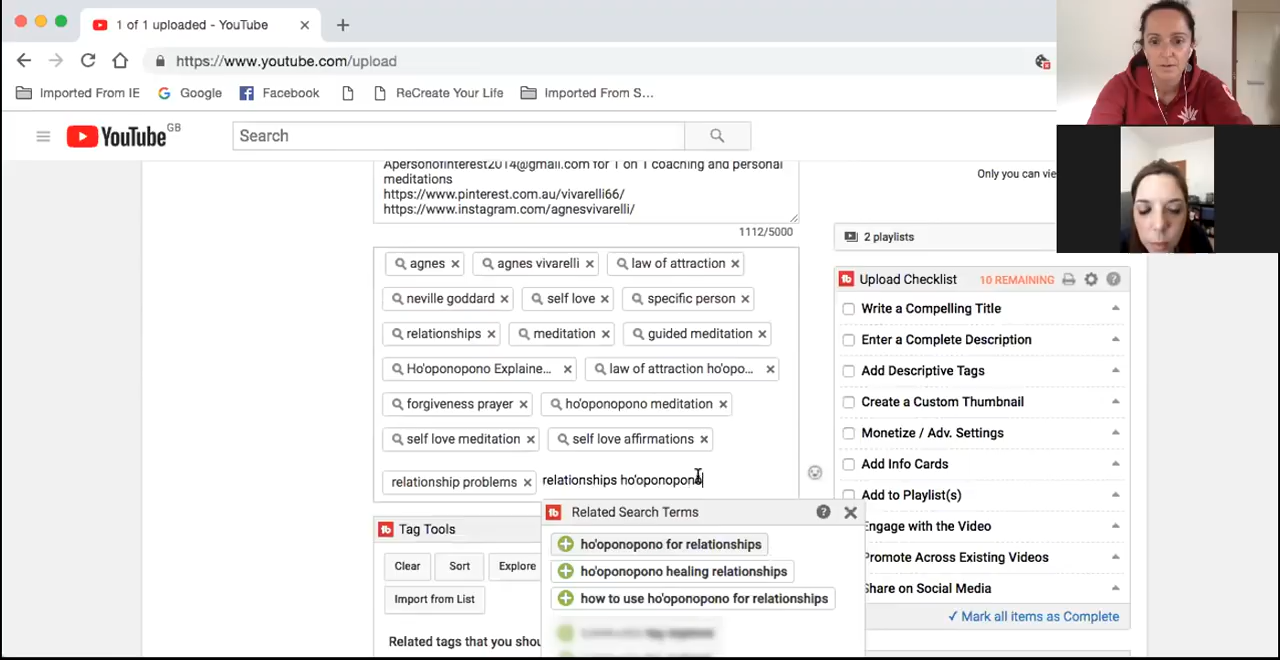 1 of 1 uploaded - YouTube
https://www.youtube.com/upload
Imported From IE
Google
Facebook
ReCreate Your Life
Imported From S...
YouTube GB
Search
Apersonofinterest2014@gmail.com for 1 on 1 coaching and personal
meditations
https://www.pinterest.com.au/vivarelli66/
https://www.instagram.com/agnesvivarelli/
1112/5000
Only you can vie
2 playlists
agnes
agnes vivarelli
law of attraction
neville goddard
self love
specific person
relationships
meditation
guided meditation
Ho'oponopono Explaine...
law of attraction ho'opo...
forgiveness prayer
ho'oponopono meditation
self love meditation
self love affirmations
relationship problems
relationships ho'oponopono
tb Tag Tools
Clear
Sort
Explore
Import from List
Related tags that you shou
tb Related Search Terms
ho'oponopono for relationships
ho'oponopono healing relationships
how to use ho'oponopono for relationships
tb Upload Checklist
10 REMAINING
Write a Compelling Title
Enter a Complete Description
Add Descriptive Tags
Create a Custom Thumbnail
Monetize / Adv. Settings
Add Info Cards
Add to Playlist(s)
Engage with the Video
Promote Across Existing Videos
Share on Social Media
✓ Mark all items as Complete